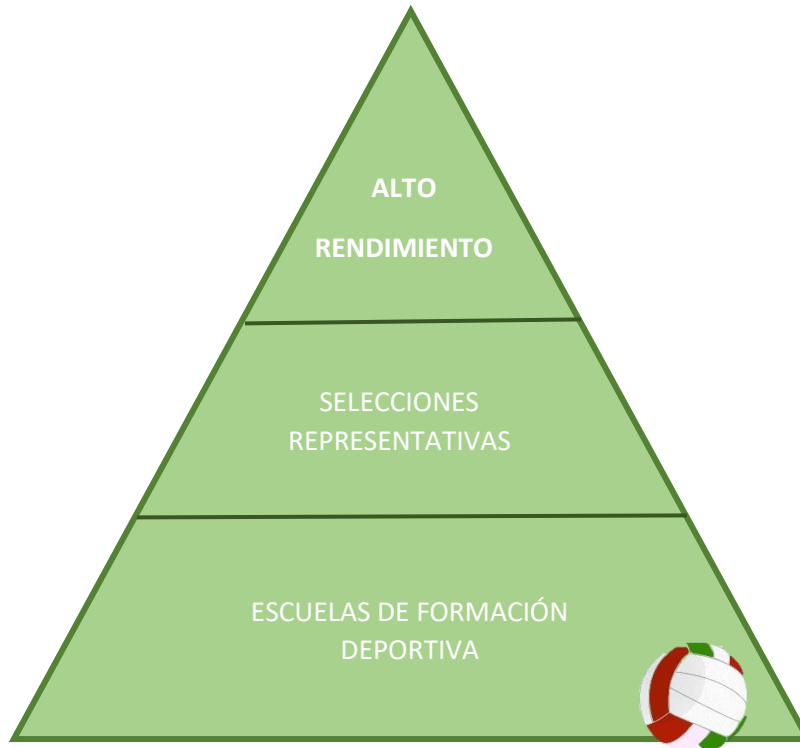 ALTO
RENDIMIENTO
SELECCIONES
REPRESENTATIVAS
ESCUELAS DE FORMACIÓN
DEPORTIVA